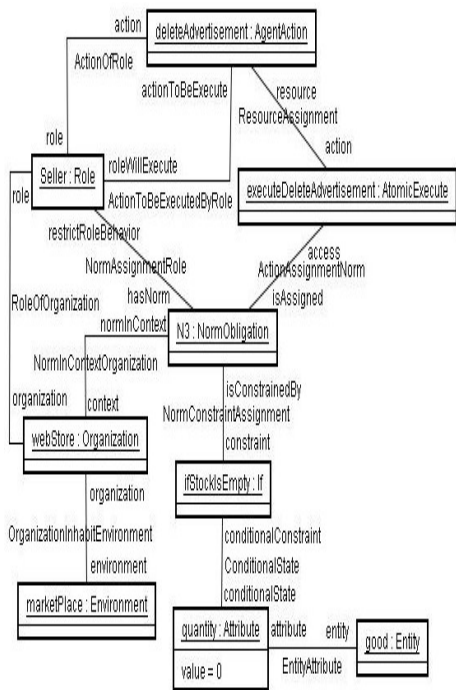 action
deleteAdvertisement : AgentAction
ActionOfRole
actionToBeExecute
resource
ResourceAssignment
role
action
Seller : Role
roleWillExecute
role
ActionToBeExecutedByRole
executeDeleteAdvertisement : AtomicExecute
restrictRoleBehavior
access
NormAssignmentRole
ActionAssignmentNorm
RoleOfOrganization
hasNorm
isAssigned
normInContext
N3 : NormObligation
NormInContextOrganization
isConstrainedBy
organization
context
NormConstraintAssignment
webStore : Organization
constraint
organization
ifStockIsEmpty : If
OrganizationInhabitEnvironment
conditionalConstraint
environment
ConditionalState
marketPlace : Environment
conditionalState
quantity : Attribute
attribute
entity
good : Entity
value = 0
EntityAttribute